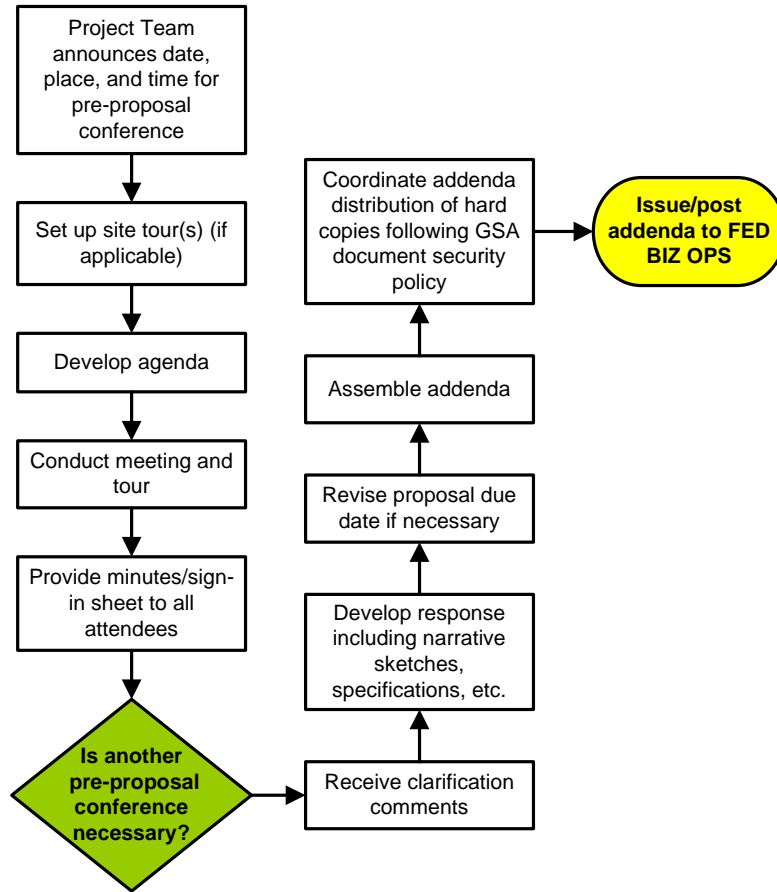 Project Team
announces date,
place, and time for
pre-proposal
conference
Set up site tour(s) (if
applicable)
Develop agenda
Conduct meeting and
tour
Provide minutes/sign-
in sheet to all
attendees
Is another
pre-proposal
conference
necessary?
Receive clarification
comments
Develop response
including narrative
sketches,
specifications, etc.
Revise proposal due
date if necessary
Assemble addenda
Coordinate addenda
distribution of hard
copies following GSA
document security
policy
Issue/post
addenda to FED
BIZ OPS